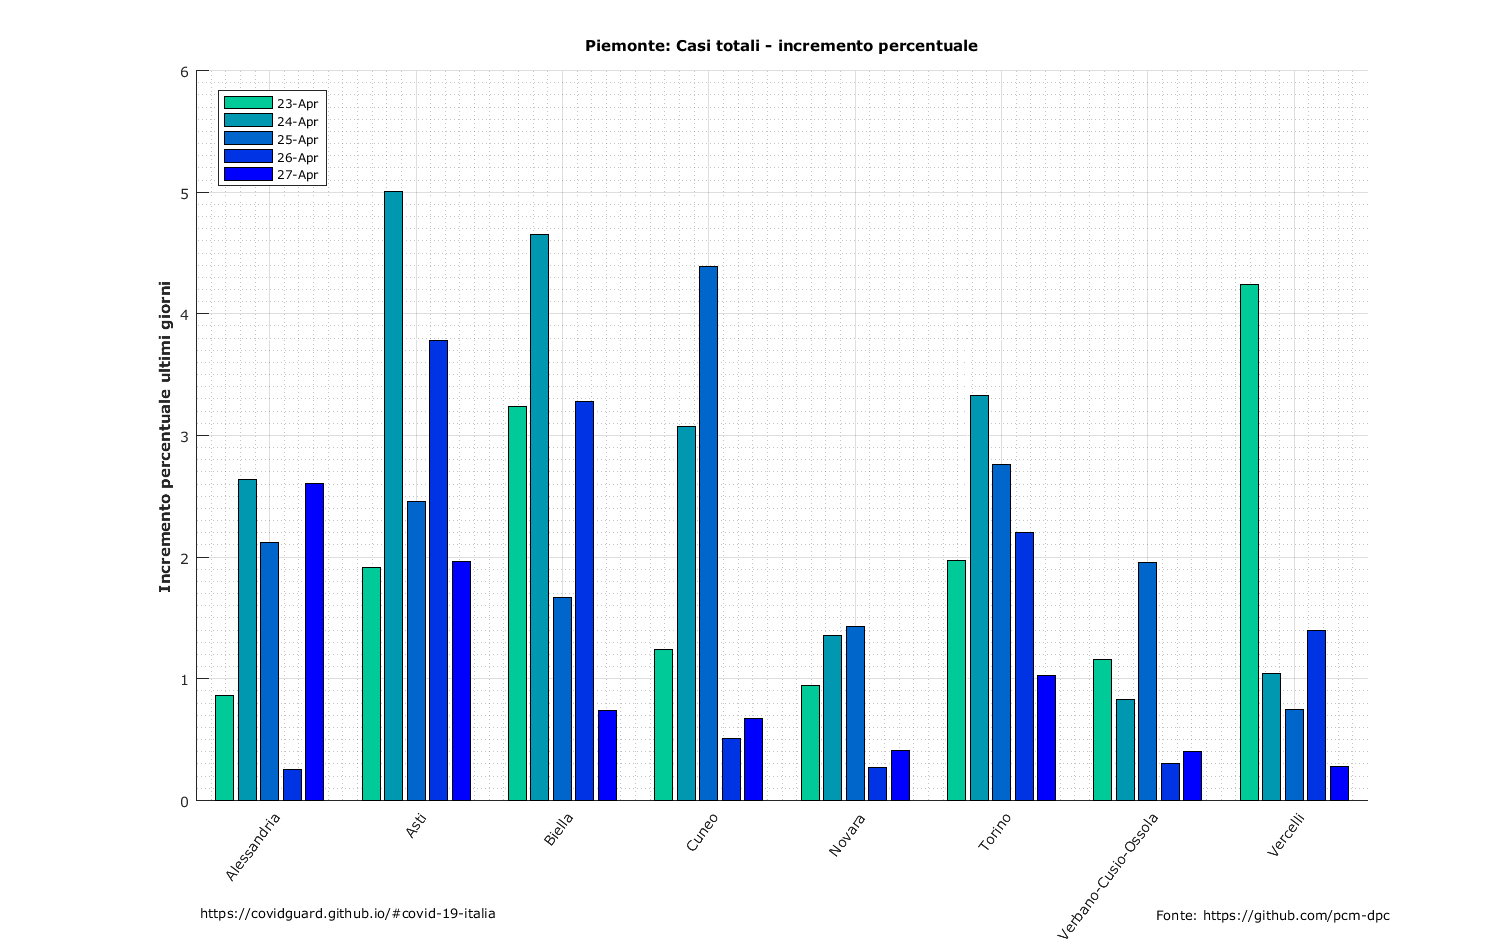 Piemonte: Casi totali - incremento percentuale
6
5
4
3
2
1
0
Incremento percentuale ultimi giorni
23-Apr
24-Apr
25-Apr
26-Apr
27-Apr
Alessandria
Asti
Biella
Cuneo
Novara
Torino
Verbano-Cusio-Ossola
Vercelli
https://covidguard.github.io/#covid-19-italia
Fonte: https://github.com/pcm-dpc